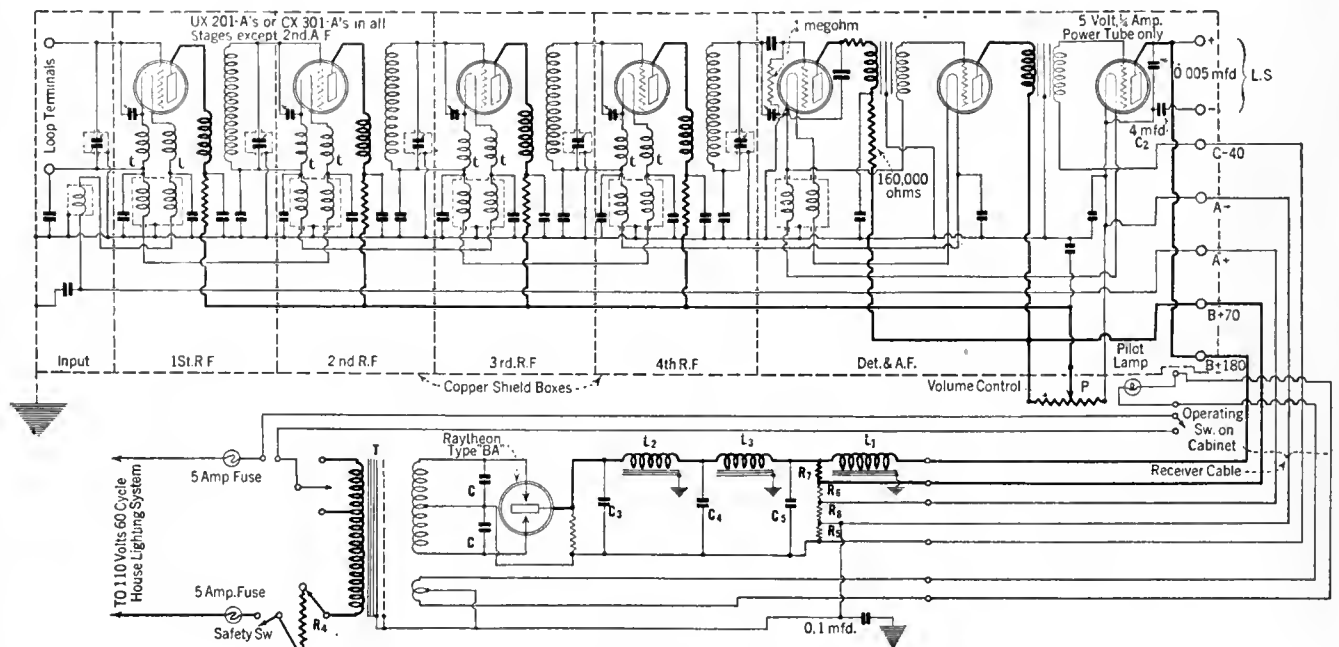 UX 201-A's or CX 301-A's in all
Stages except 2nd.A F
megohm
5 Volt, ¼ Amp.
Power Tube only
Loop Terminals
+
0 005 mfd
L.S
-
4 mfd
C2
C-40
A-
A+
B+70
B+180
t
t
t
t
t
t
t
t
160,000
ohms
Input
1St.R.F
2nd R.F
3rd.R.F
4th R.F
Det.& A.F.
Copper Shield Boxes
Volume Control
P
Pilot
Lamp
Operating
Sw. on
Cabinet
Receiver Cable
TO 110 Volts 60 Cycle
House Lighting System
5 Amp Fuse
5 Amp.Fuse
Safety Sw
R4
T
Raytheon
Type "BA"
C
C
L2
L3
L1
C3
C4
C5
R7
R6
R8
R5
0.1 mfd.